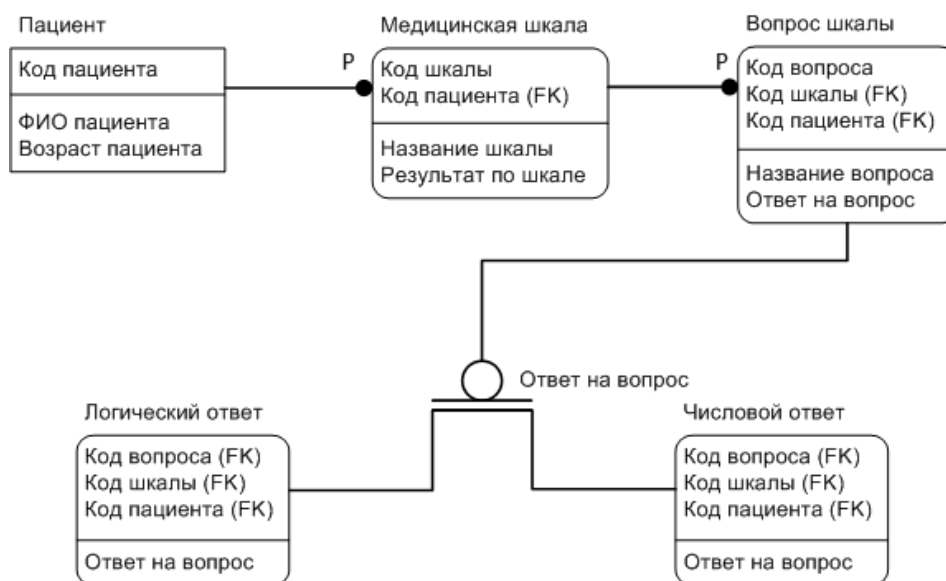 Пациент
Код пациента
ФИО пациента
Возраст пациента
P
Медицинская шкала
Код шкалы
Код пациента (FK)
Название шкалы
Результат по шкале
P
Вопрос шкалы
Код вопроса
Код шкалы (FK)
Код пациента (FK)
Название вопроса
Ответ на вопрос
Ответ на вопрос
Логический ответ
Код вопроса (FK)
Код шкалы (FK)
Код пациента (FK)
Ответ на вопрос
Числовой ответ
Код вопроса (FK)
Код шкалы (FK)
Код пациента (FK)
Ответ на вопрос